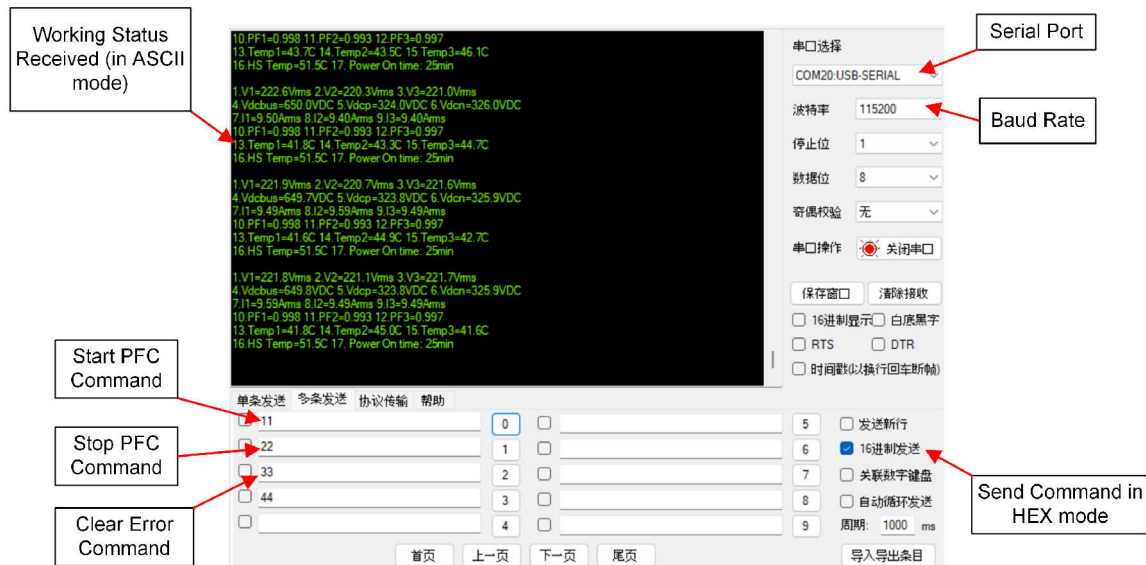 Working Status
Received (in ASCII
mode)
10.PF1=0.998 11.PF2=0.993 12.PF3=0.997
13.Temp1=43.7C 14.Temp2=43.5C 15.Temp3=46.1C
16.HS Temp=51.5C 17. Power On time: 25min
1.V1=222.6Vrms 2.V2=220.3Vrms 3.V3=221.0Vrms
4.Vdcbus=650.0VDC 5.Vdcp=324.0VDC 6.Vdcn=326.0VDC
7.I1=9.50Arms 8.I2=9.40Arms 9.I3=9.40Arms
10.PF1=0.998 11.PF2=0.993 12.PF3=0.997
13.Temp1=41.8C 14.Temp2=43.3C 15.Temp3=44.7C
16.HS Temp=51.5C 17. Power On time: 25min
1.V1=221.9Vrms 2.V2=220.7Vrms 3.V3=221.6Vrms
4.Vdcbus=649.7VDC 5.Vdcp=323.8VDC 6.Vdcn=325.9VDC
7.I1=9.49Arms 8.I2=9.59Arms 9.I3=9.49Arms
10.PF1=0.998 11.PF2=0.993 12.PF3=0.997
13.Temp1=41.6C 14.Temp2=44.9C 15.Temp3=42.7C
16.HS Temp=51.5C 17. Power On time: 25min
1.V1=221.8Vrms 2.V2=221.1Vrms 3.V3=221.7Vrms
4.Vdcbus=649.8VDC 5.Vdcp=323.8VDC 6.Vdcn=325.9VDC
7.I1=9.59Arms 8.I2=9.49Arms 9.I3=9.49Arms
10.PF1=0.998 11.PF2=0.993 12.PF3=0.997
13.Temp1=41.8C 14.Temp2=45.0C 15.Temp3=41.6C
16.HS Temp=51.5C 17. Power On time: 25min
串口选择
COM20:USB-SERIAL
波特率 115200
停止位 1
数据位 8
奇偶校验 无
串口操作 关闭串口
保存窗口 清除接收
16进制显示 白底黑字
RTS DTR
时间戳(以换行回车断帧)
Serial Port
Baud Rate
Start PFC
Command
Stop PFC
Command
Clear Error
Command
单条发送 多条发送 协议传输 帮助
11 0 5 发送新行
22 1 6 16进制发送
33 2 7 关联数字键盘
44 3 8 自动循环发送
4 9 周期: 1000 ms
首页 上一页 下一页 尾页 导入导出条目
Send Command in
HEX mode